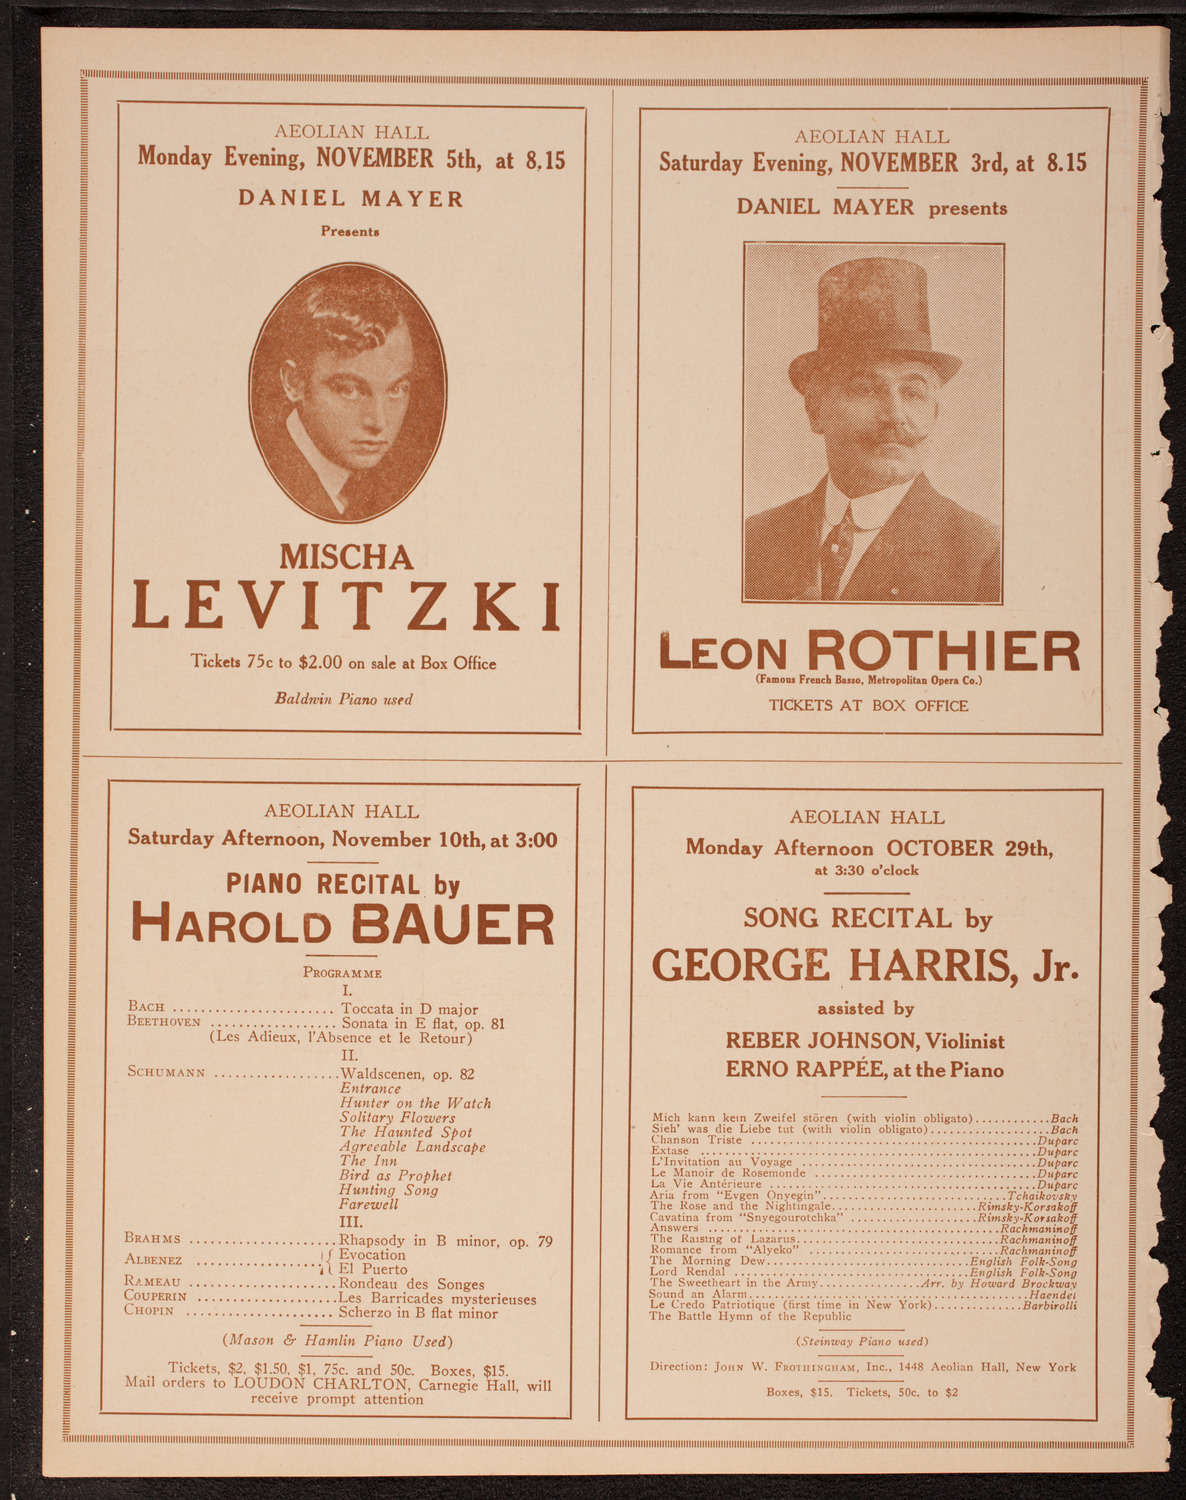 AEOLIAN HALL
Monday Evening, NOVEMBER 5th, at 8.15
DANIEL MAYER
Presents
MISCHA
LEVITZKI
Tickets 75c to $2.00 on sale at Box Office
Baldwin Piano used
AEOLIAN HALL
Saturday Evening, NOVEMBER 3rd, at 8.15
DANIEL MAYER presents
LEON ROTHIER
(Famous French Basso, Metropolitan Opera Co.)
TICKETS AT BOX OFFICE
AEOLIAN HALL
Saturday Afternoon, November 10th, at 3:00
PIANO RECITAL by
HAROLD BAUER
PROGRAMME
I.
BACH ...................... Toccata in D major
BEETHOVEN ................. Sonata in E flat, op. 81
(Les Adieux, l'Absence et le Retour)
II.
SCHUMANN ................. Waldscenen, op. 82
Entrance
Hunter on the Watch
Solitary Flowers
The Haunted Spot
Agreeable Landscape
The Inn
Bird as Prophet
Hunting Song
Farewell
III.
BRAHMS .................... Rhapsody in B minor, op. 79
ALBENEZ .................. { Evocation
{ El Puerto
RAMEAU .................... Rondeau des Songes
COUPERIN ................... Les Barricades mysterieuses
CHOPIN .................... Scherzo in B flat minor
(Mason & Hamlin Piano Used)
Tickets, $2, $1.50, $1, 75c. and 50c. Boxes, $15.
Mail orders to LOUDON CHARLTON, Carnegie Hall, will
receive prompt attention
AEOLIAN HALL
Monday Afternoon OCTOBER 29th,
at 3:30 o'clock
SONG RECITAL by
GEORGE HARRIS, Jr.
assisted by
REBER JOHNSON, Violinist
ERNO RAPPÉE, at the Piano
Mich kann kein Zweifel stören (with violin obligato)............Bach
Sieh' was die Liebe tut (with violin obligato)................Bach
Chanson Triste ......................................Duparc
Extase ............................................Duparc
L'Invitation au Voyage ...............................Duparc
Le Manoir de Rosemonde ..............................Duparc
La Vie Antérieure ...................................Duparc
Aria from "Evgen Onyegin".........................Tchaikovsky
The Rose and the Nightingale...................Rimsky-Korsakoff
Cavatina from "Snyegourotchka" .................Rimsky-Korsakoff
Answers .......................................Rachmaninoff
The Raising of Lazarus...........................Rachmaninoff
Romance from "Alyeko" ..........................Rachmaninoff
The Morning Dew...........................English Folk-Song
Lord Rendal ...............................English Folk-Song
The Sweetheart in the Army..............Arr. by Howard Brockway
Sound an Alarm.....................................Haendel
Le Credo Patriotique (first time in New York).............Barbirolli
The Battle Hymn of the Republic
(Steinway Piano used)
Direction: JOHN W. FROTHINGHAM, Inc., 1448 Aeolian Hall, New York
Boxes, $15. Tickets, 50c. to $2